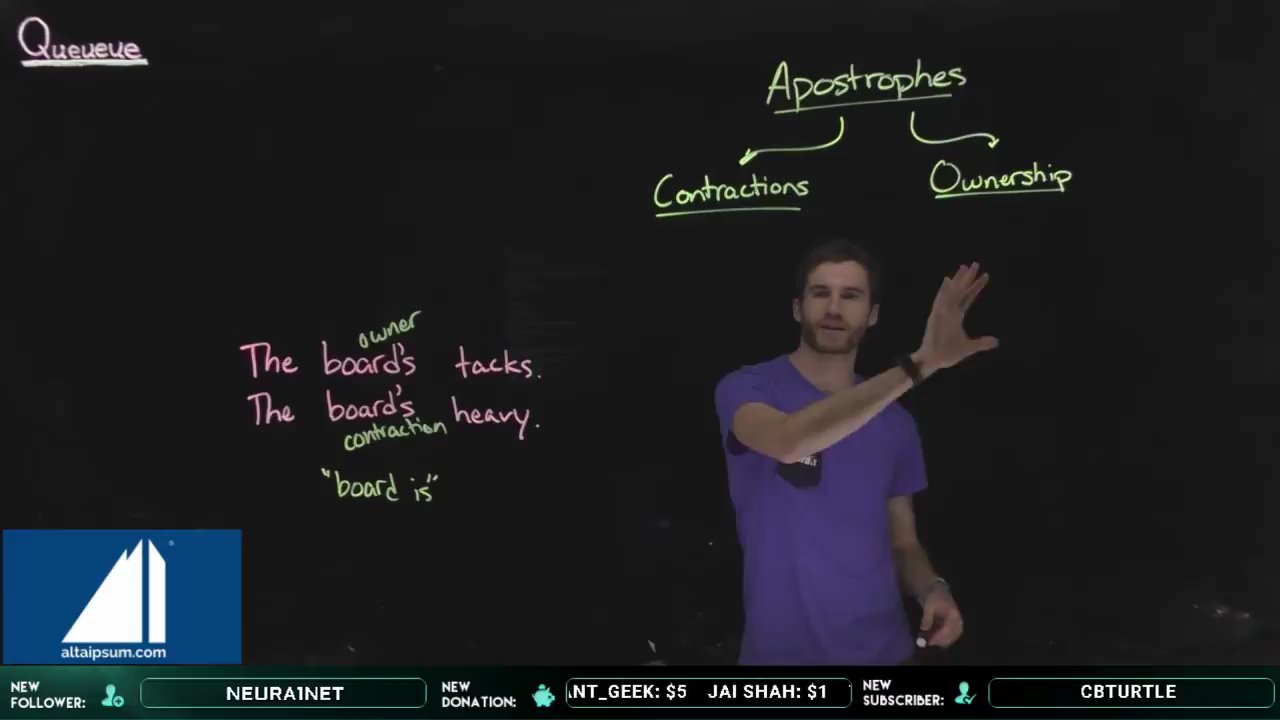 Queueue
Apostrophes
Contractions
Ownership
owner
The board's tacks.
The board's heavy.
contraction
"board is"
altaipsum.com
NEW FOLLOWER:
NEURA1NET
NEW DONATION:
ANT_GEEK: $5 JAI SHAH: $1
NEW SUBSCRIBER:
CBTURTLE